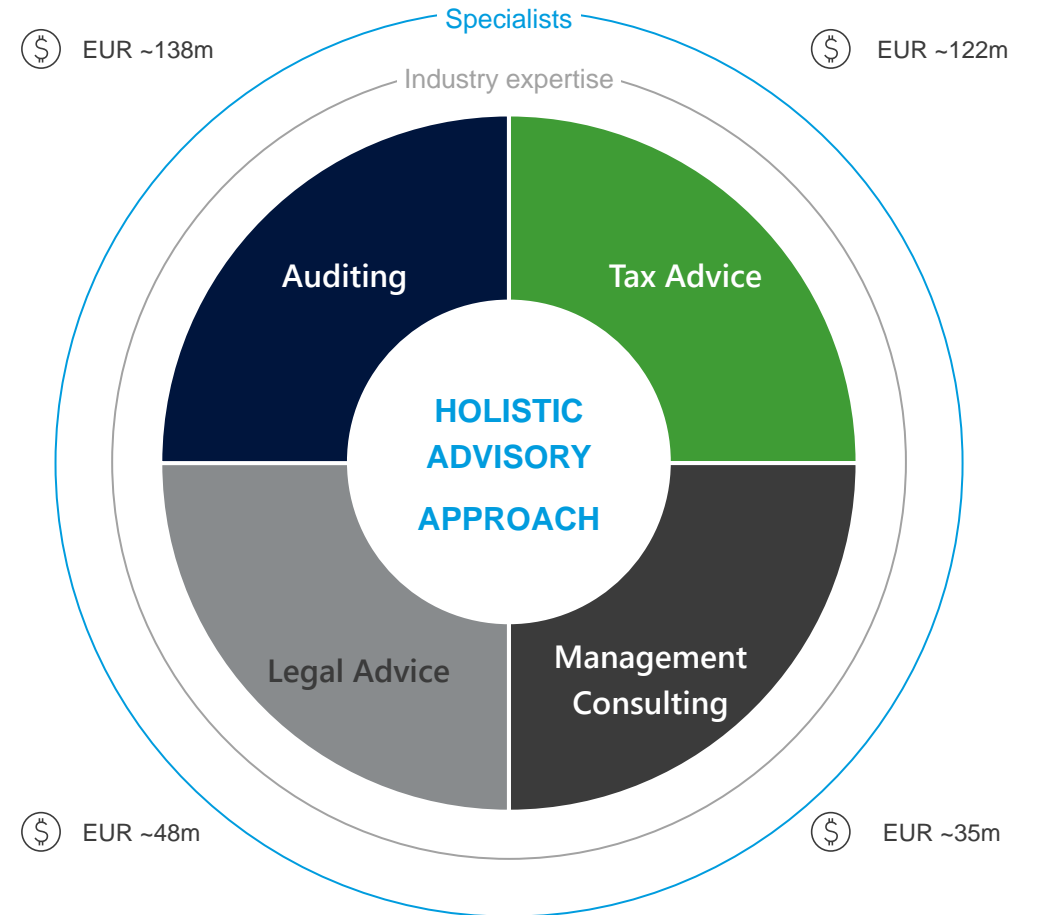 Specialists
EUR ~138m
EUR ~122m
Industry expertise
Auditing
Tax Advice
HOLISTIC
ADVISORY
APPROACH
Legal Advice
Management
Consulting
EUR ~48m
EUR ~35m